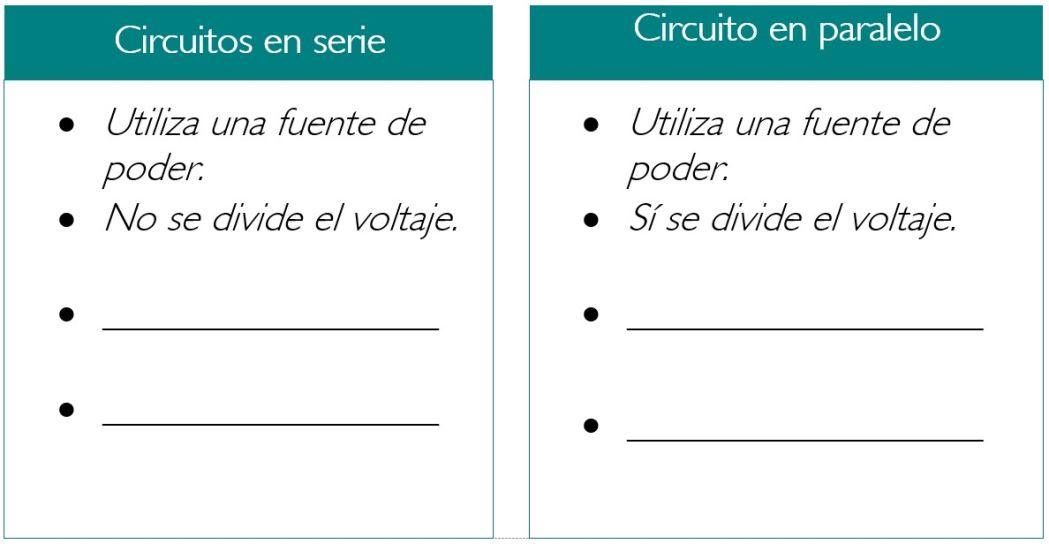 Circuitos en serie
• Utiliza una fuente de
poder.
• No se divide el voltaje.
• ____________________
• ____________________
Circuito en paralelo
• Utiliza una fuente de
poder.
• Sí se divide el voltaje.
• ____________________
• ____________________